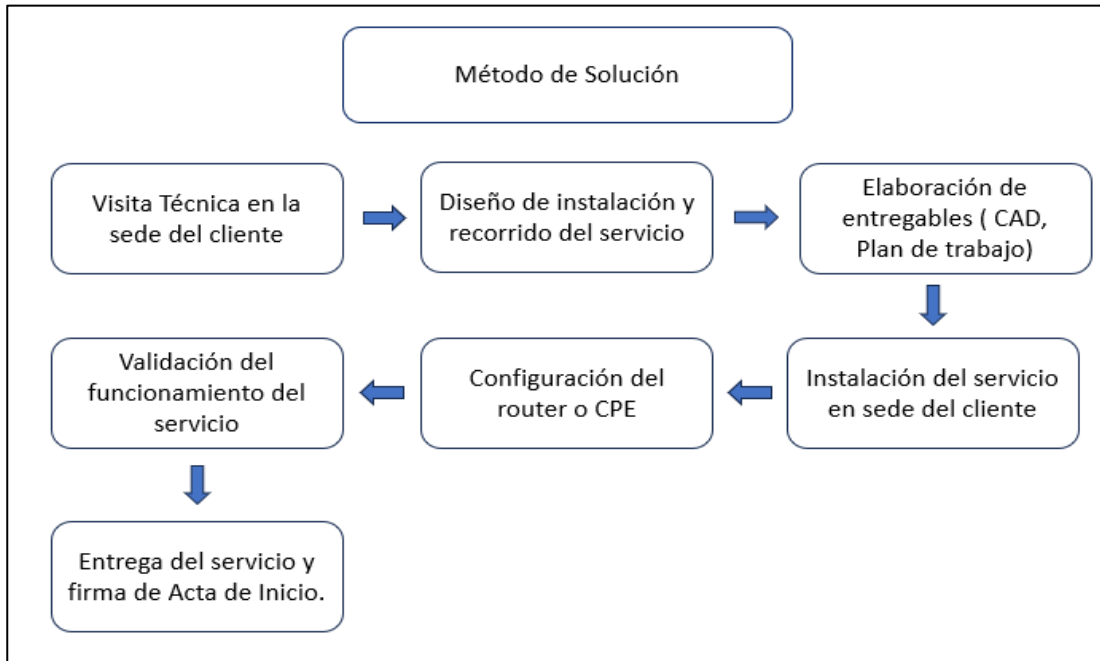 Método de Solución
Visita Técnica en la
sede del cliente
Diseño de instalación y
recorrido del servicio
Elaboración de
entregables ( CAD,
Plan de trabajo)
Instalación del servicio
en sede del cliente
Configuración del
router o CPE
Validación del
funcionamiento del
servicio
Entrega del servicio y
firma de Acta de Inicio.